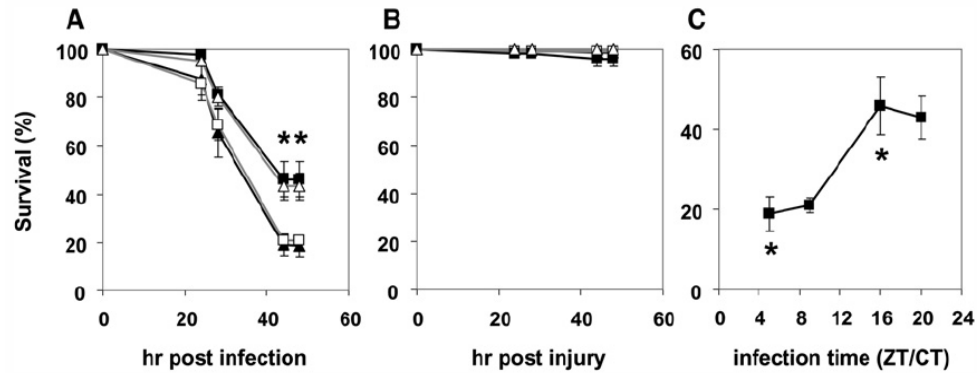 A
B
C
Survival (%)
100
80
60
40
20
0
0 20 40 60
hr post infection
**
100
80
60
40
20
0
0 20 40 60
hr post injury
60
40
20
0
0 4 8 12 16 20 24
infection time (ZT/CT)
*
*